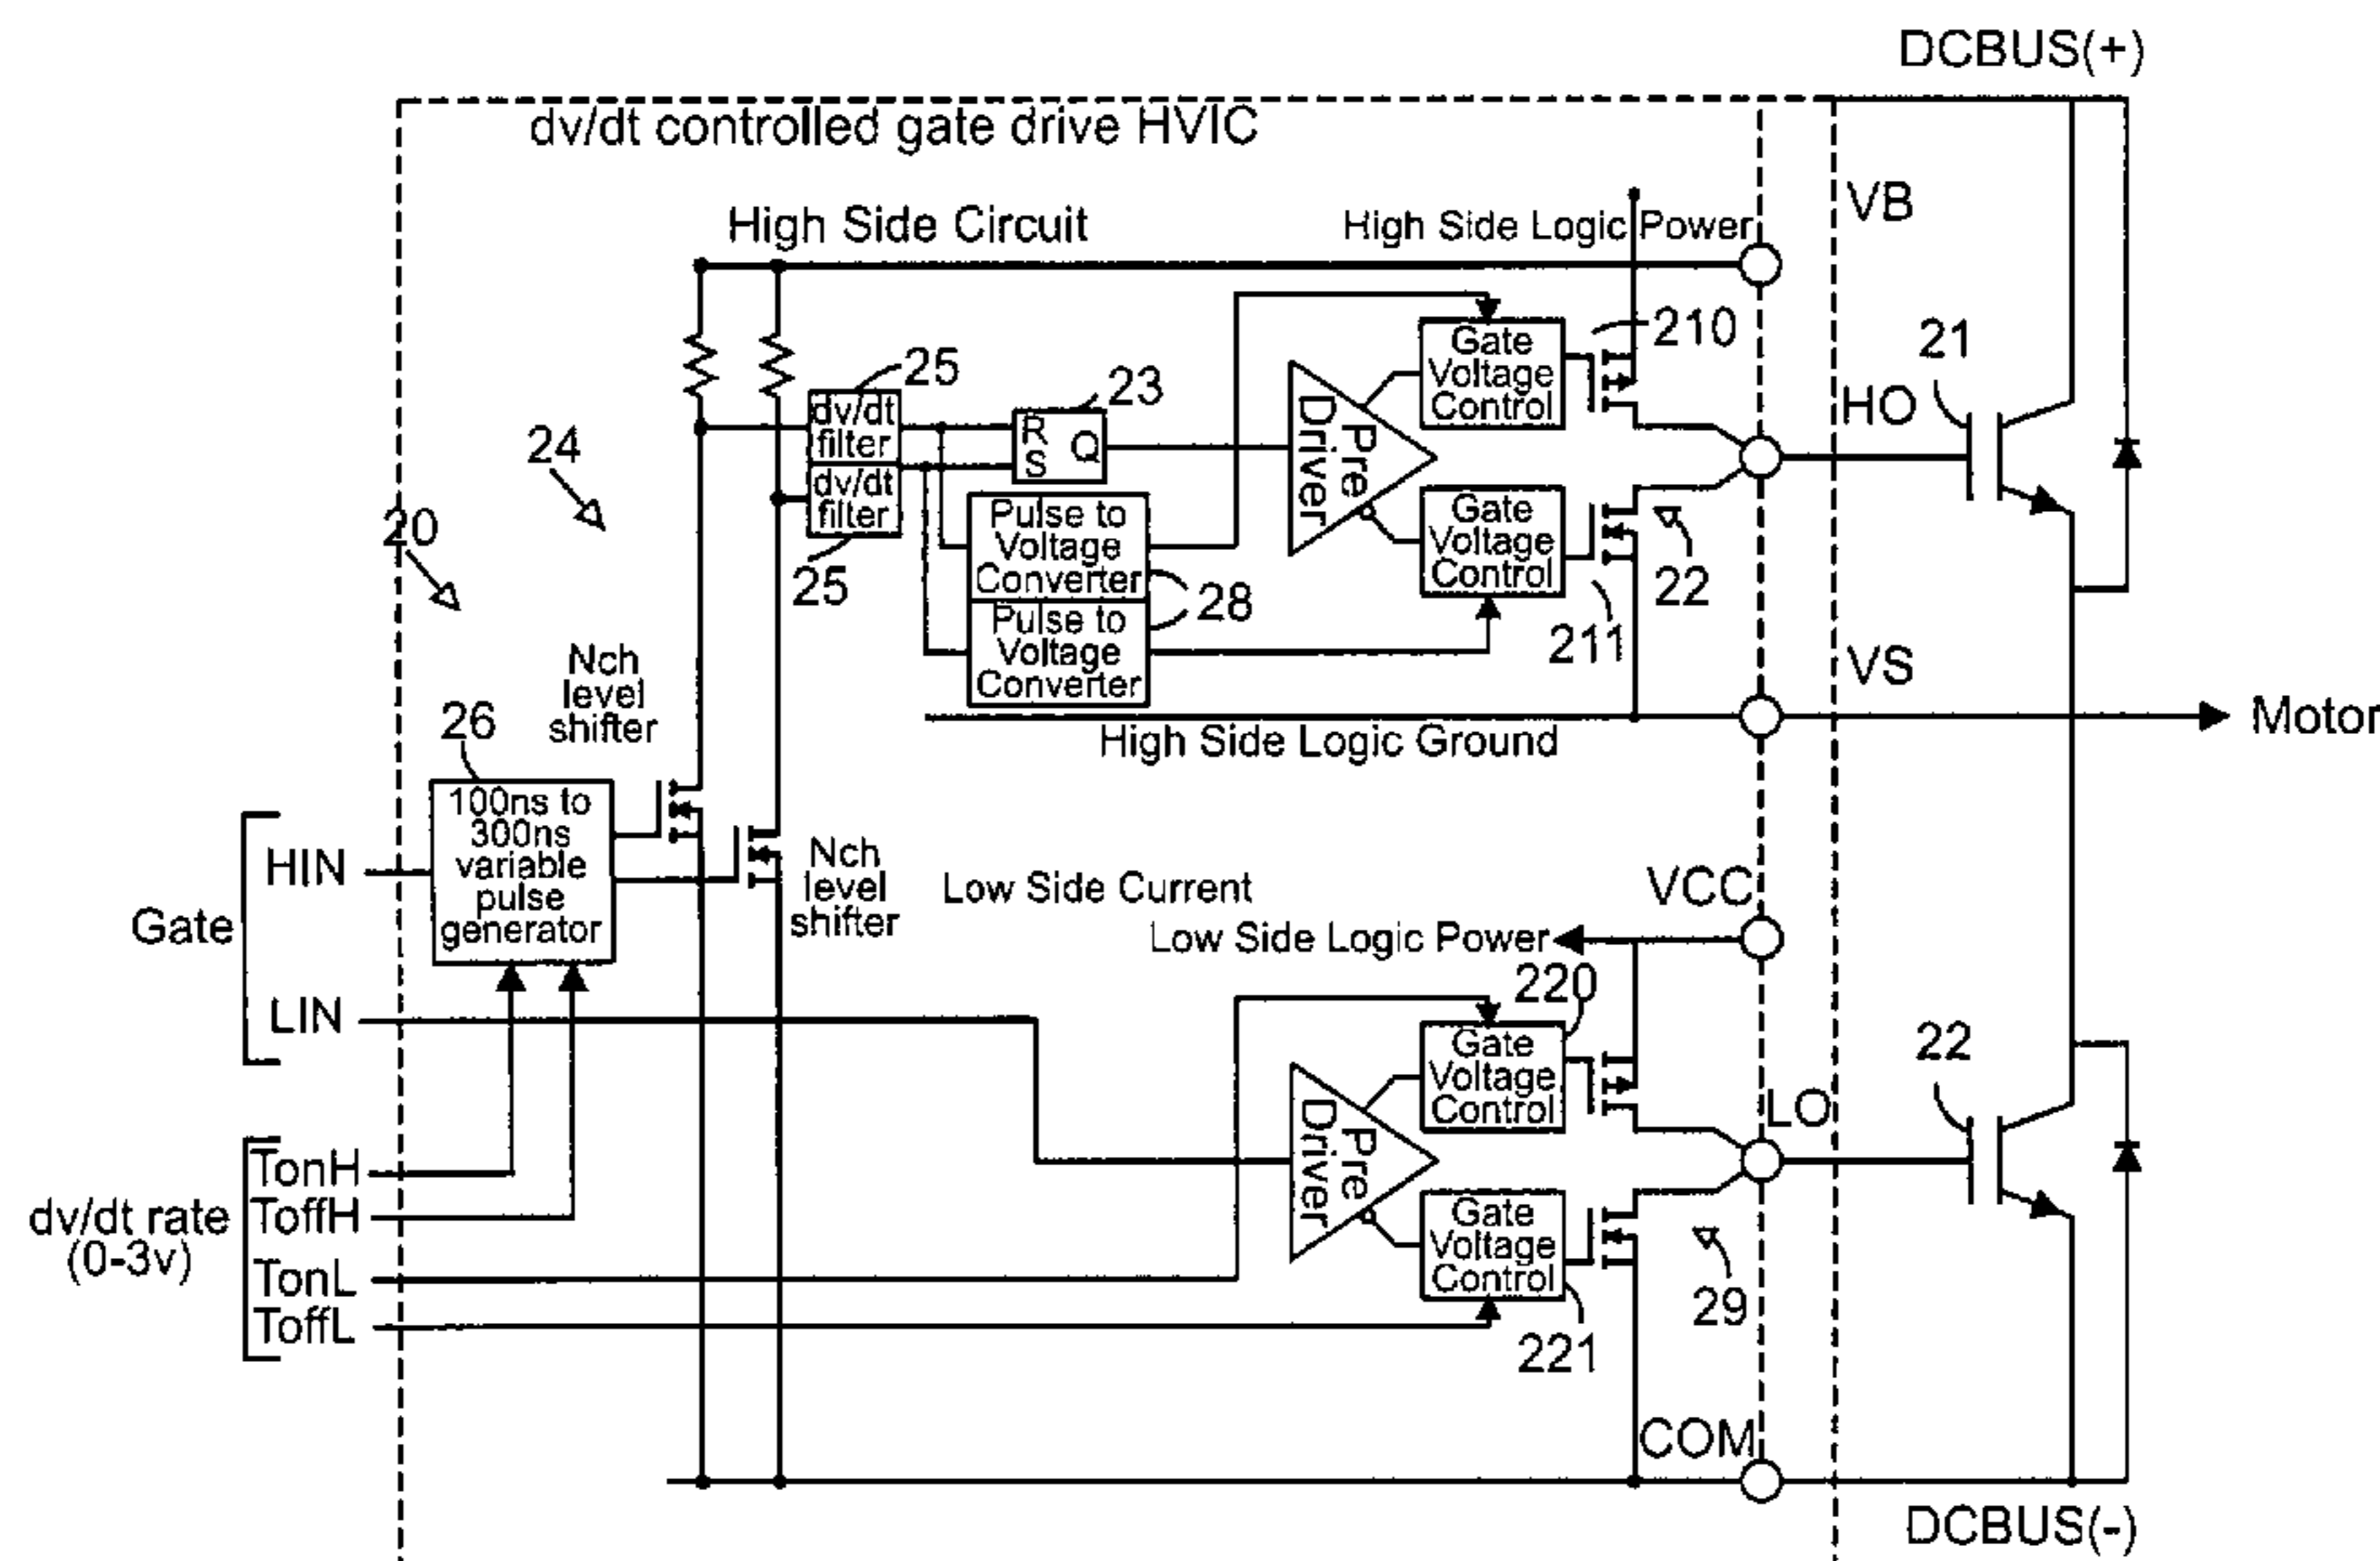 DCBUS(+)
dv/dt controlled gate drive HVIC
VB
High Side Circuit
High Side Logic Power
210
Gate
Voltage
Control
21
HO
25
23
dv/dt
filter
R
S
Q
Pre
Driver
24
dv/dt
filter
25
20
Pulse to
Voltage
Converter
Pulse to
Voltage
Converter
28
Gate
Voltage
Control
22
211
VS
Motor
High Side Logic Ground
Nch
level
shifter
26
100ns to
300ns
variable
pulse
generator
Nch
level
shifter
Gate
HIN
LIN
Low Side Current
VCC
Low Side Logic Power
220
Gate
Voltage
Control
Pre
Driver
22
LO
dv/dt rate
(0-3v)
TonH
ToffH
TonL
ToffL
Gate
Voltage
Control
29
221
COM
DCBUS(-)